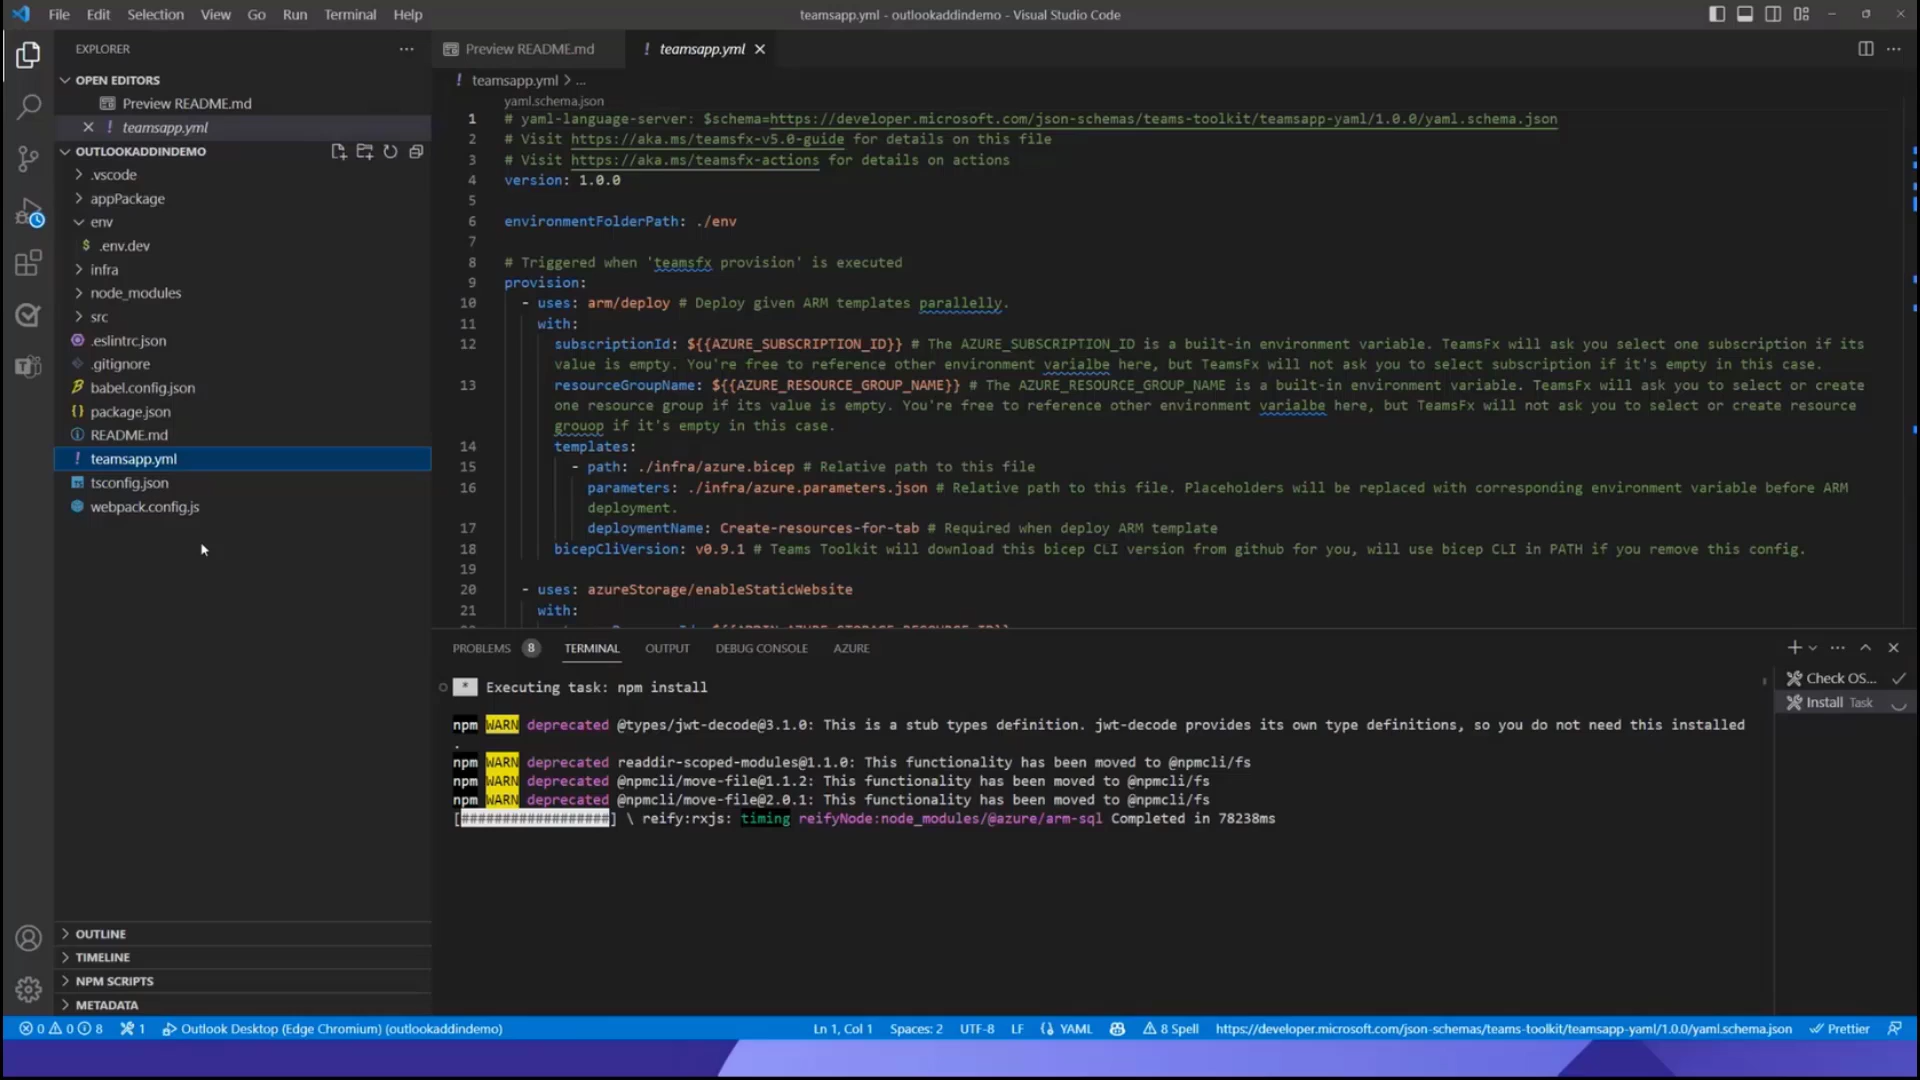 File Edit Selection View Go Run Terminal Help
teamsapp.yml - outlookaddindemo - Visual Studio Code
EXPLORER
OPEN EDITORS
Preview README.md
teamsapp.yml
OUTLOOKADDINDEMO
.vscode
appPackage
env
$ .env.dev
infra
node_modules
src
.eslintrc.json
.gitignore
babel.config.json
{} package.json
README.md
! teamsapp.yml
tsconfig.json
webpack.config.js
OUTLINE
TIMELINE
NPM SCRIPTS
METADATA
Preview README.md
! teamsapp.yml
! teamsapp.yml > ...
yaml.schema.json
1 # yaml-language-server: $schema=https://developer.microsoft.com/json-schemas/teams-toolkit/teamsapp-yaml/1.0.0/yaml.schema.json
2 # Visit https://aka.ms/teamsfx-v5.0-guide for details on this file
3 # Visit https://aka.ms/teamsfx-actions for details on actions
4 version: 1.0.0
5
6 environmentFolderPath: ./env
7
8 # Triggered when 'teamsfx provision' is executed
9 provision:
10 - uses: arm/deploy # Deploy given ARM templates parallelly.
11 with:
12 subscriptionId: ${{AZURE_SUBSCRIPTION_ID}} # The AZURE_SUBSCRIPTION_ID is a built-in environment variable. TeamsFx will ask you select one subscription if its
value is empty. You're free to reference other environment varialbe here, but TeamsFx will not ask you to select subscription if it's empty in this case.
13 resourceGroupName: ${{AZURE_RESOURCE_GROUP_NAME}} # The AZURE_RESOURCE_GROUP_NAME is a built-in environment variable. TeamsFx will ask you to select or create
one resource group if its value is empty. You're free to reference other environment varialbe here, but TeamsFx will not ask you to select or create resource
grouop if it's empty in this case.
14 templates:
15 - path: ./infra/azure.bicep # Relative path to this file
16 parameters: ./infra/azure.parameters.json # Relative path to this file. Placeholders will be replaced with corresponding environment variable before ARM
deployment.
17 deploymentName: Create-resources-for-tab # Required when deploy ARM template
18 bicepCliVersion: v0.9.1 # Teams Toolkit will download this bicep CLI version from github for you, will use bicep CLI in PATH if you remove this config.
19
20 - uses: azureStorage/enableStaticWebsite
21 with:
PROBLEMS 8 TERMINAL OUTPUT DEBUG CONSOLE AZURE
* Executing task: npm install
npm WARN deprecated @types/jwt-decode@3.1.0: This is a stub types definition. jwt-decode provides its own type definitions, so you do not need this installed
.
npm WARN deprecated readdir-scoped-modules@1.1.0: This functionality has been moved to @npmcli/fs
npm WARN deprecated @npmcli/move-file@1.1.2: This functionality has been moved to @npmcli/fs
npm WARN deprecated @npmcli/move-file@2.0.1: This functionality has been moved to @npmcli/fs
[##################] \ reify:rxjs: timing reifyNode:node_modules/@azure/arm-sql Completed in 78238ms
Check OS...
Install Task
0 0 8 1 Outlook Desktop (Edge Chromium) (outlookaddindemo) Ln 1, Col 1 Spaces: 2 UTF-8 LF YAML 8 Spell https://developer.microsoft.com/json-schemas/teams-toolkit/teamsapp-yaml/1.0.0/yaml.schema.json Prettier